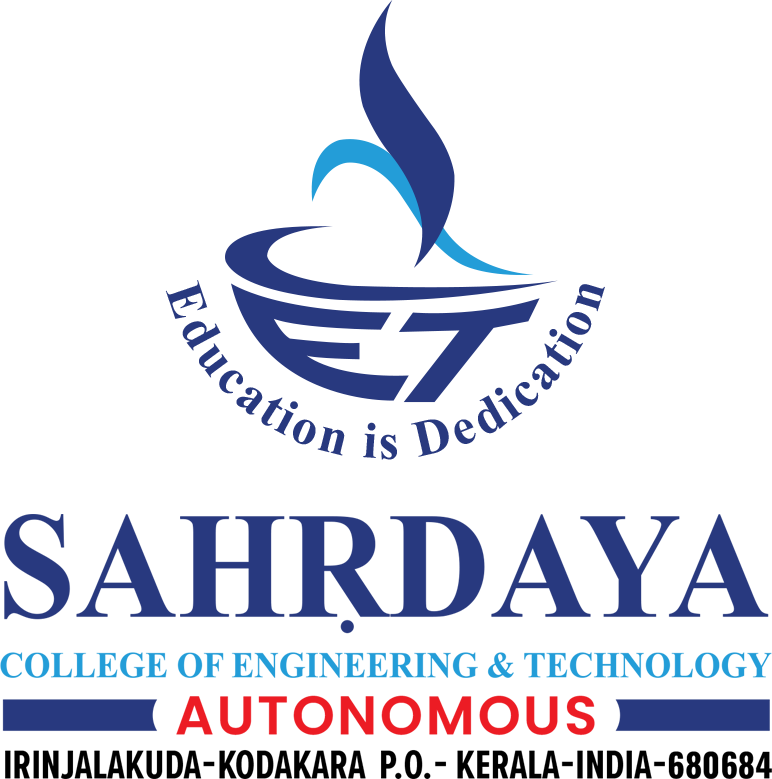 ET
Education is Dedication
SAHṚDAYA
COLLEGE OF ENGINEERING & TECHNOLOGY
AUTONOMOUS
IRINJALAKUDA-KODAKARA P.O.- KERALA-INDIA-680684